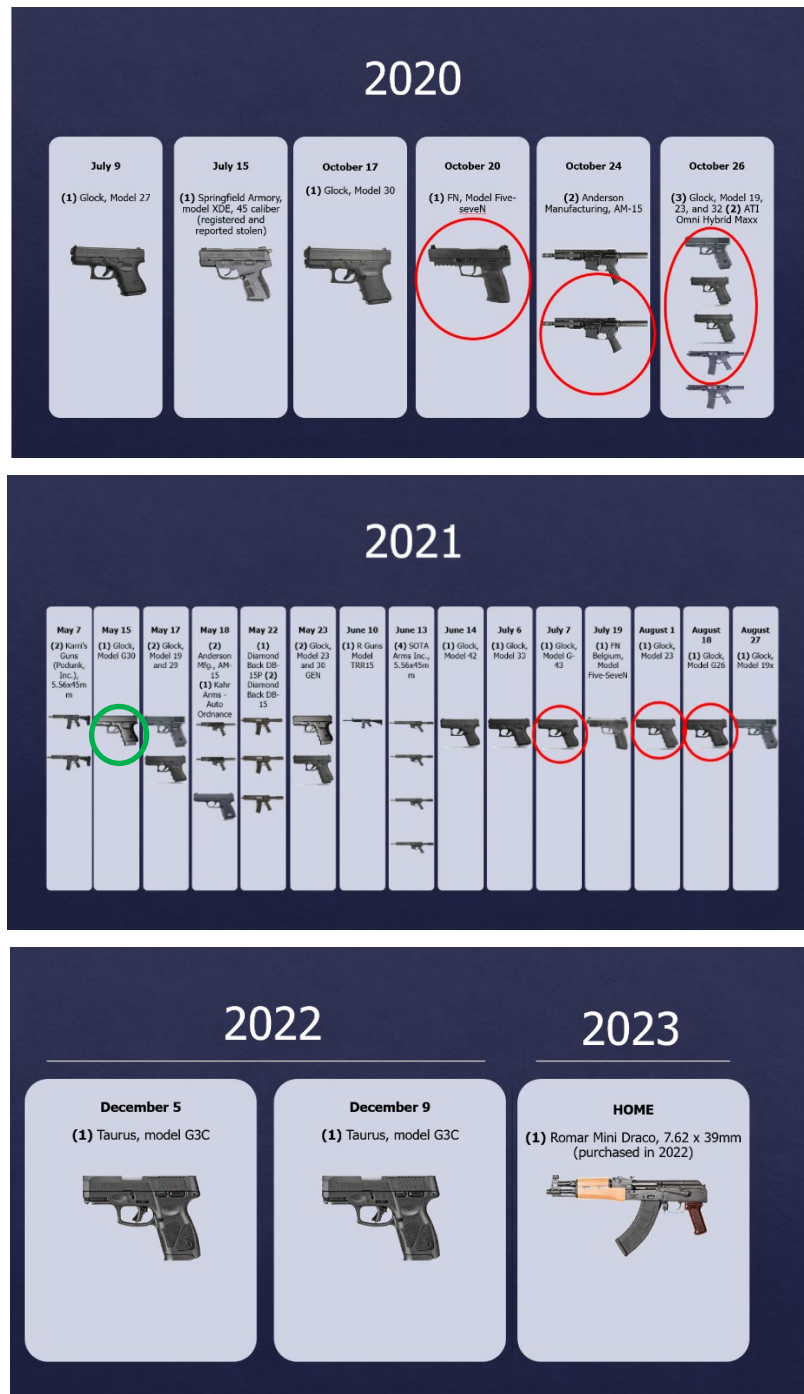 2020
July 9
(1) Glock, Model 27
July 15
(1) Springfield Armory,
model XDE, 45 caliber
(registered and
reported stolen)
October 17
(1) Glock, Model 30
October 20
(1) FN, Model Five-
seveN
October 24
(2) Anderson
Manufacturing, AM-15
October 26
(3) Glock, Model 19,
23, and 32 (2) ATI
Omni Hybrid Maxx
2021
May 7
(2) Karri's
Guns
(Podunk,
Inc.),
5.56x45m
m
May 15
(1) Glock,
Model G30
May 17
(2) Glock,
Model 19
and 29
May 18
(2)
Anderson
Mfg., AM-
15
(1) Kahr
Arms -
Auto
Ordnance
May 22
(1)
Diamond
Back DB-
15P (2)
Diamond
Back DB-
15
May 23
(2) Glock,
Model 23
and 30
GEN
June 10
(1) R Guns
Model
TRR15
June 13
(4) SOTA
Arms Inc.,
5.56x45m
m
June 14
(1) Glock,
Model 42
July 6
(1) Glock,
Model 33
July 7
(1) Glock,
Model G-
43
July 19
(1) FN
Belgium,
Model
Five-SeveN
August 1
(1) Glock,
Model 23
August
18
(1) Glock,
Model G26
August
27
(1) Glock,
Model 19x
2022
December 5
(1) Taurus, model G3C
December 9
(1) Taurus, model G3C
2023
HOME
(1) Romar Mini Draco, 7.62 x 39mm
(purchased in 2022)